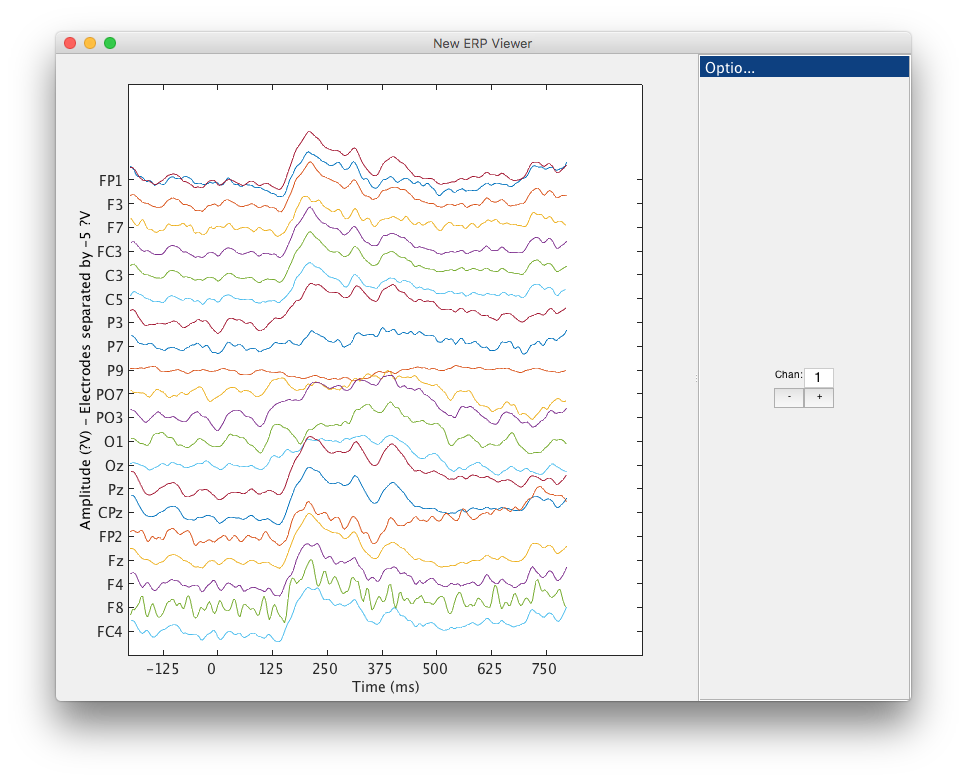 New ERP Viewer
Optio...
FP1
F3
F7
FC3
C3
C5
P3
P7
P9
PO7
PO3
O1
Oz
Pz
CPz
FP2
Fz
F4
F8
FC4
Amplitude (?V) - Electrodes separated by -5 ?V
-125 0 125 250 375 500 625 750
Time (ms)
Chan: 1
- +